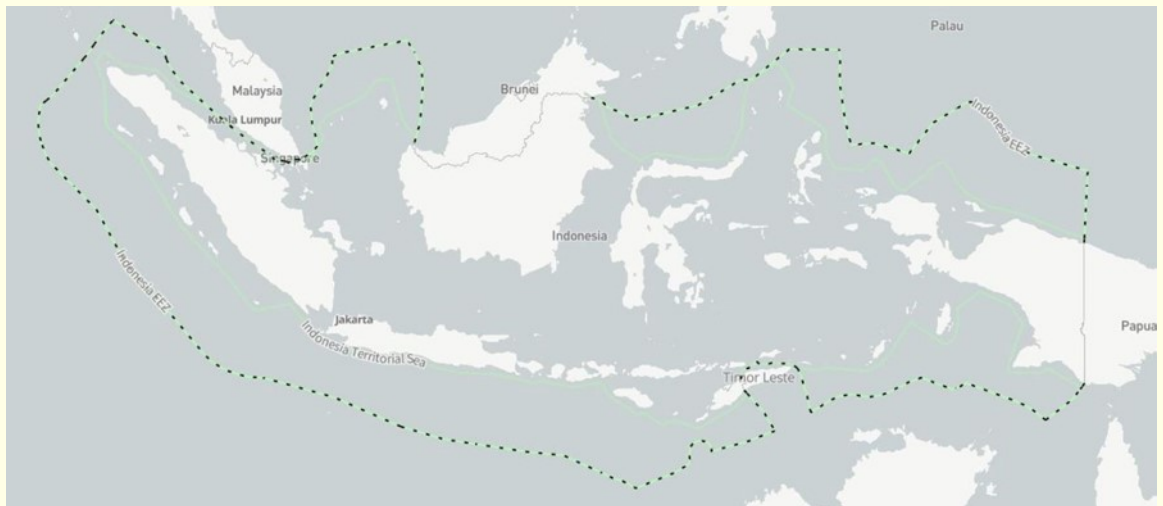 Palau
Malaysia
Brunei
Kuala Lumpur
Indonesia EEZ
Singapore
Indonesia
Indonesia EEZ
Jakarta
Indonesia Territorial Sea
Papua
Timor Leste